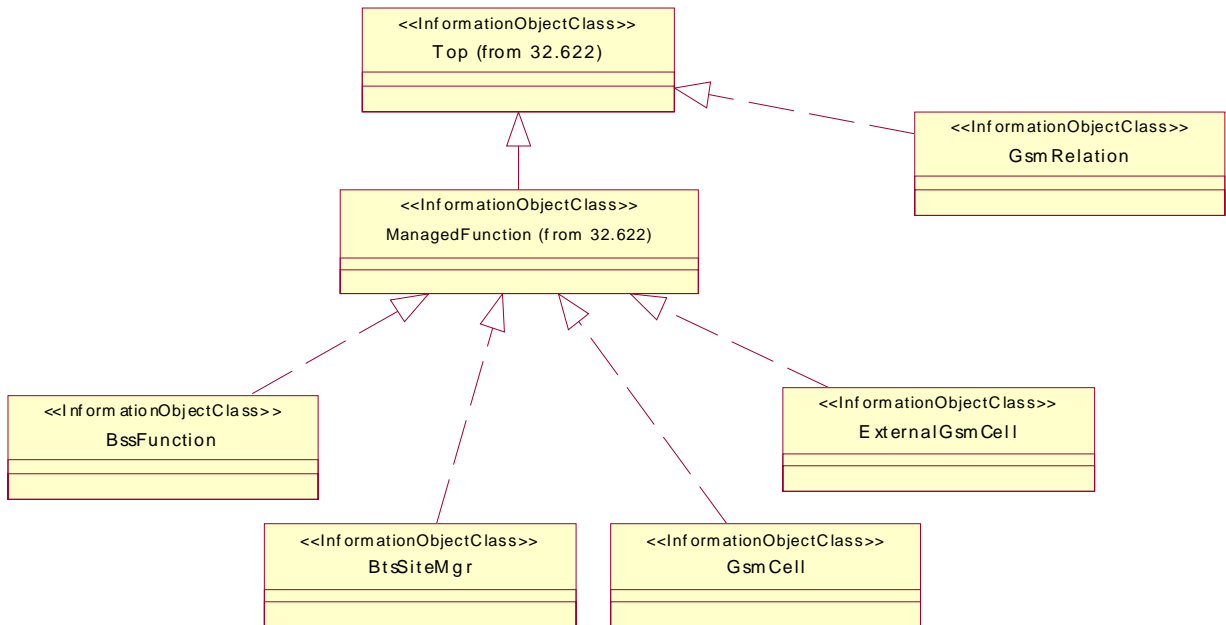 <<InformationObjectClass>>
Top (from 32.622)
<<InformationObjectClass>>
GsmRelation
<<InformationObjectClass>>
ManagedFunction (from 32.622)
<<InformationObjectClass>>
BssFunction
<<InformationObjectClass>>
ExternalGsmCell
<<InformationObjectClass>>
BtsSiteMgr
<<InformationObjectClass>>
GsmCell